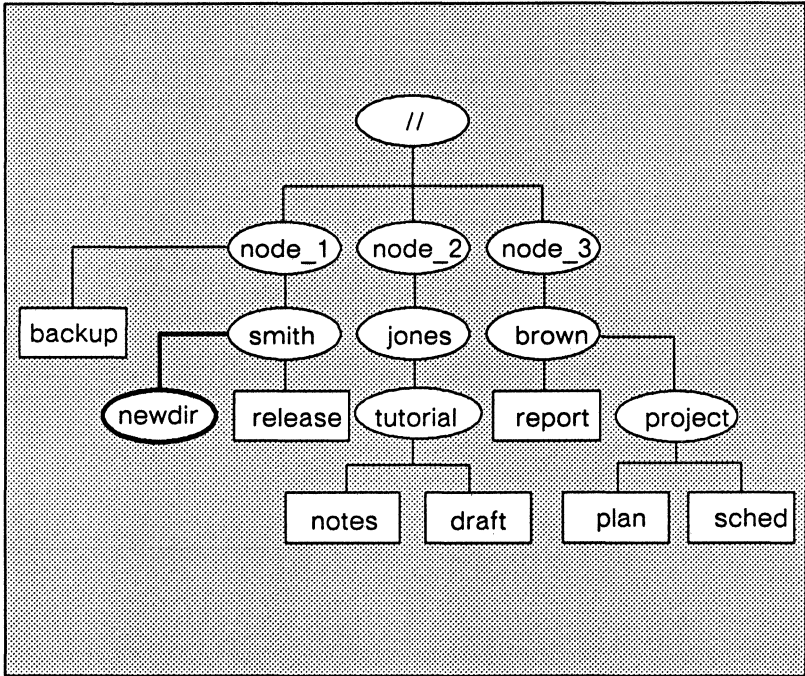 //
node_1 node_2 node_3
backup smith jones brown
newdir release tutorial report project
notes draft plan sched